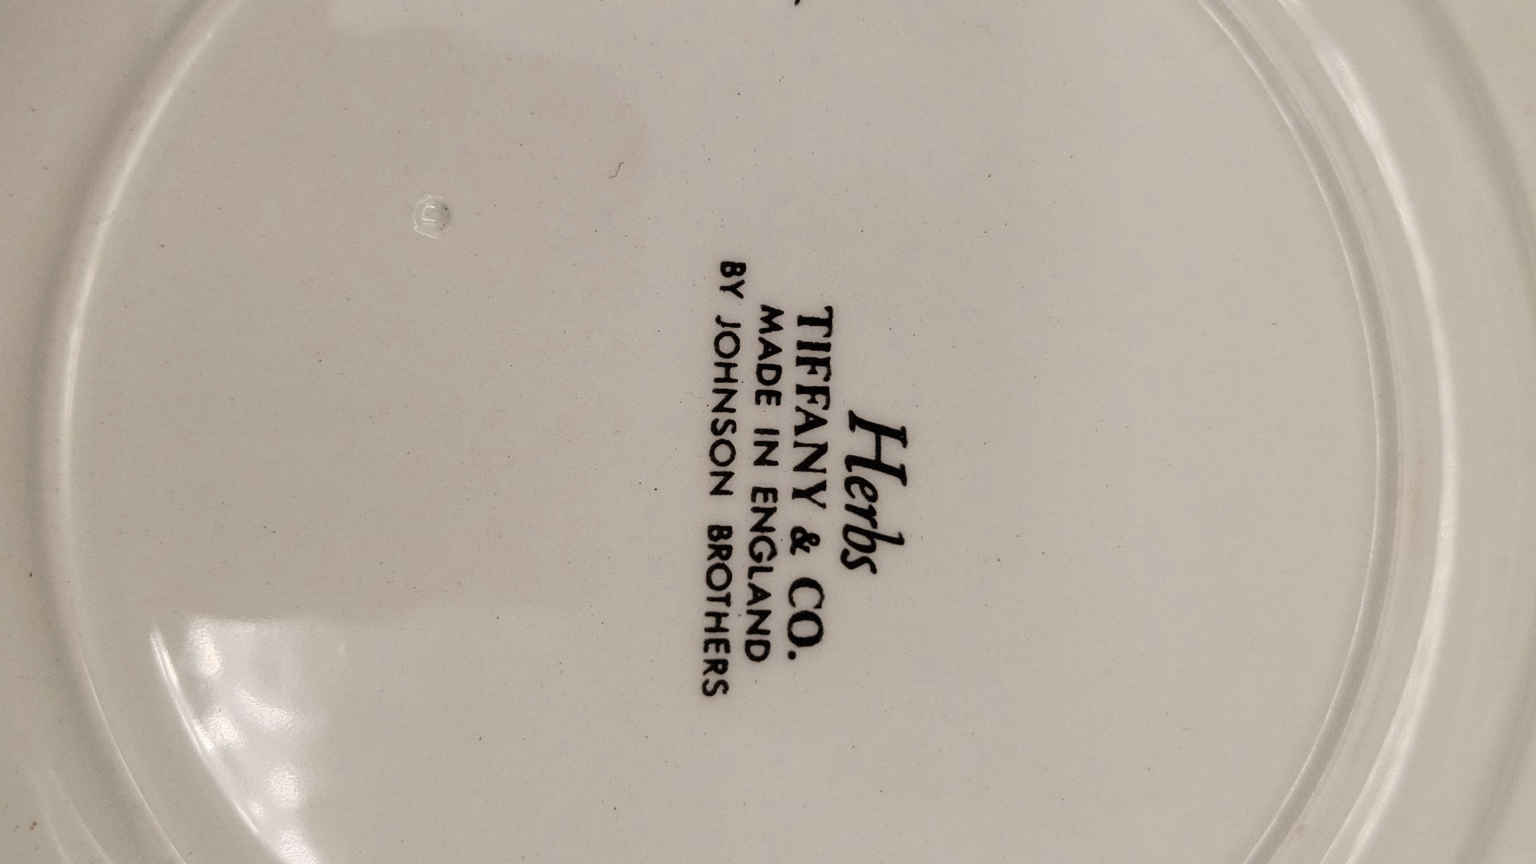 Herbs
TIFFANY & CO.
MADE IN ENGLAND
BY JOHNSON BROTHERS